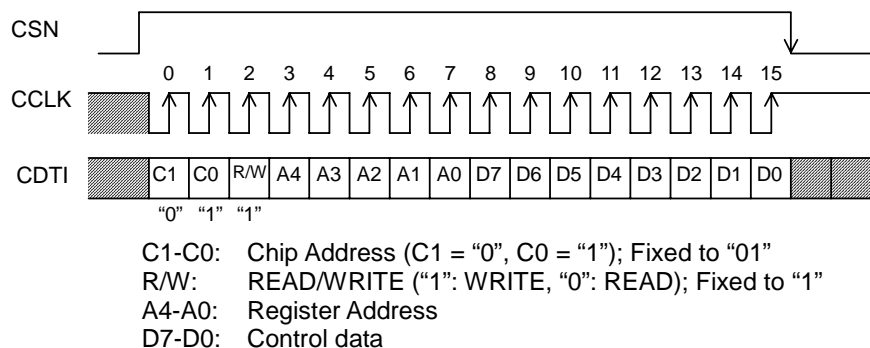 CSN
0 1 2 3 4 5 6 7 8 9 10 11 12 13 14 15
CCLK
CDTI C1 C0 R/W A4 A3 A2 A1 A0 D7 D6 D5 D4 D3 D2 D1 D0
“0” “1” “1”
C1-C0: Chip Address (C1 = “0”, C0 = “1”); Fixed to “01”
R/W: READ/WRITE (“1”: WRITE, “0”: READ); Fixed to “1”
A4-A0: Register Address
D7-D0: Control data